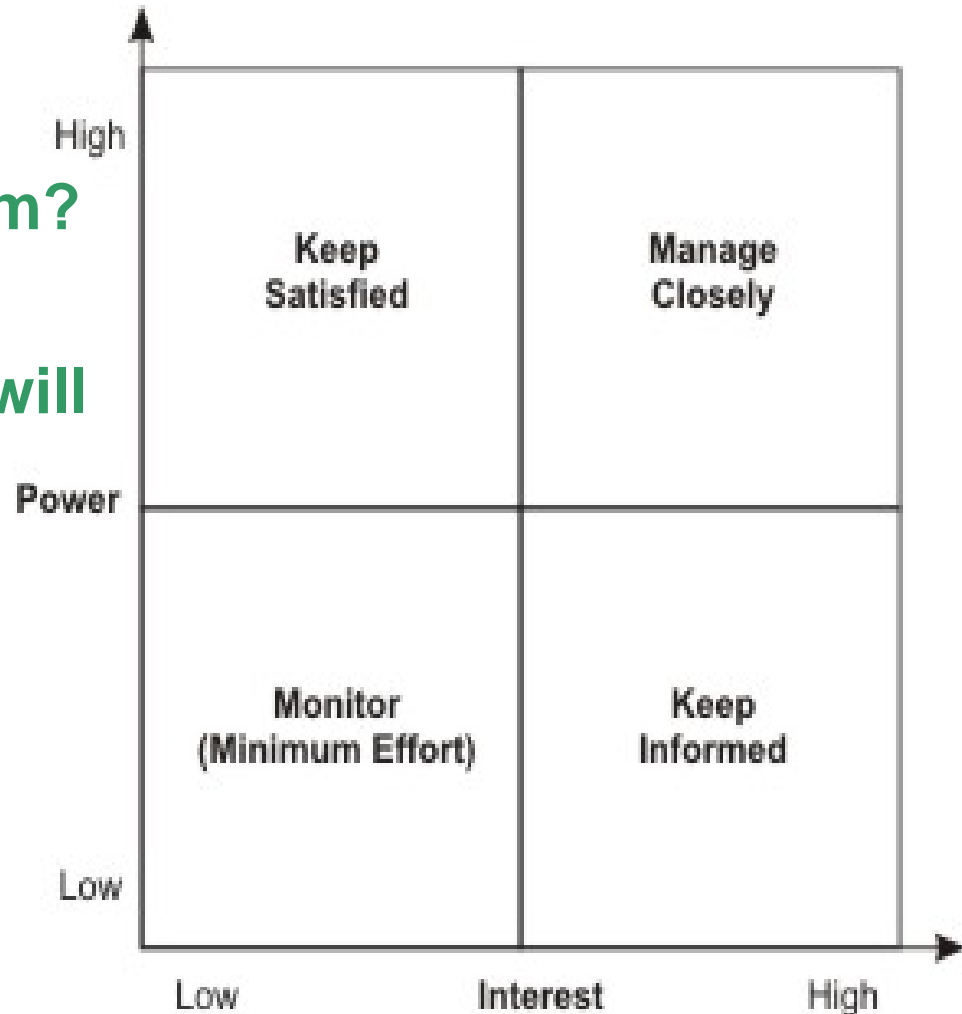 High
m?
Keep
Satisfied
Manage
Closely
will
Power
Monitor
(Minimum Effort)
Keep
Informed
Low
Low
Interest
High